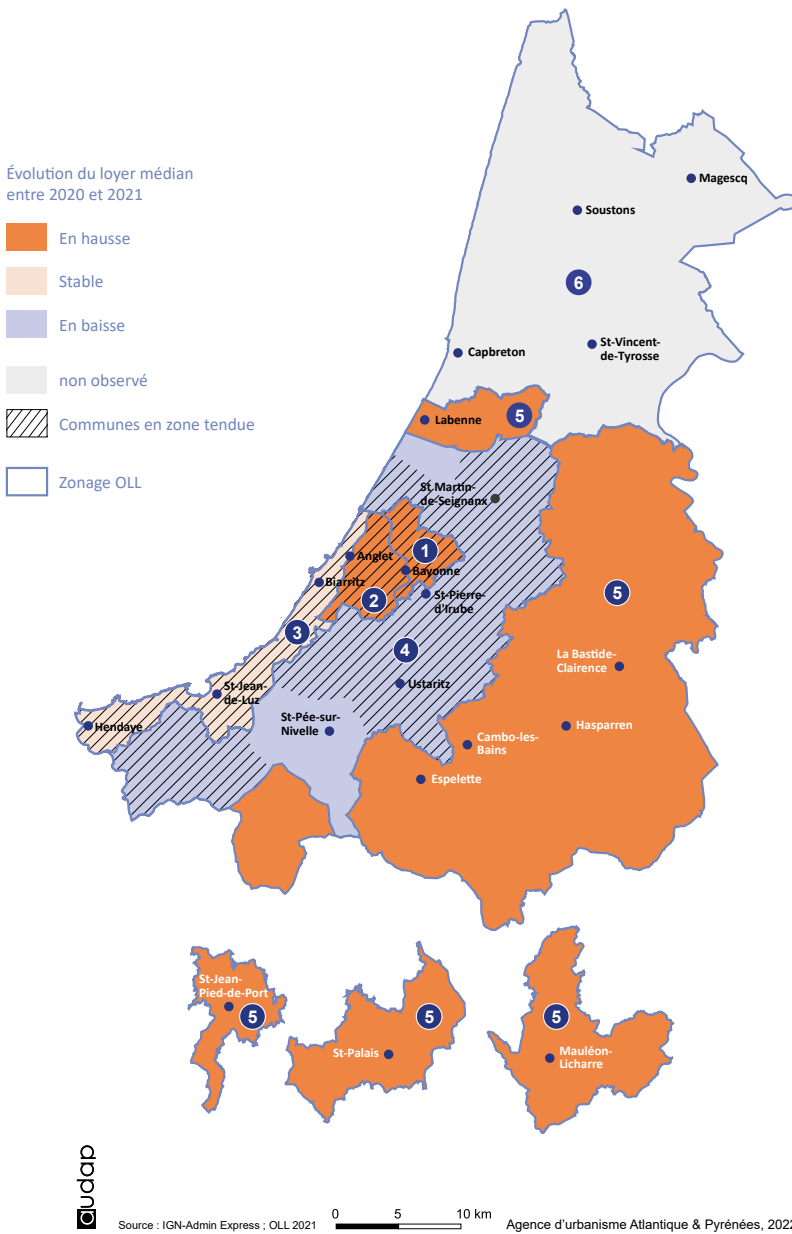 Évolution du loyer médian
entre 2020 et 2021
En hausse
Stable
En baisse
non observé
Communes en zone tendue
Zonage OLL
Magescq
Soustons
6
St-Vincent-
de-Tyrosse
Capbreton
5
Labenne
St Martin-
de-Seignanx
1
Anglet
Bayonne
Biarritz
2
St-Pierre-
d'Irube
5
3
4
La Bastide-
Clairence
St-Jean-
de-Luz
Ustaritz
Hendaye
St-Pée-sur-
Nivelle
Hasparren
Cambo-les-
Bains
Espelette
St-Jean-
Pied-de-Port
5
5
5
St-Palais
Mauléon-
Licharre
audap
Source : IGN-Admin Express ; OLL 2021
0 5 10 km
Agence d'urbanisme Atlantique & Pyrénées, 2022